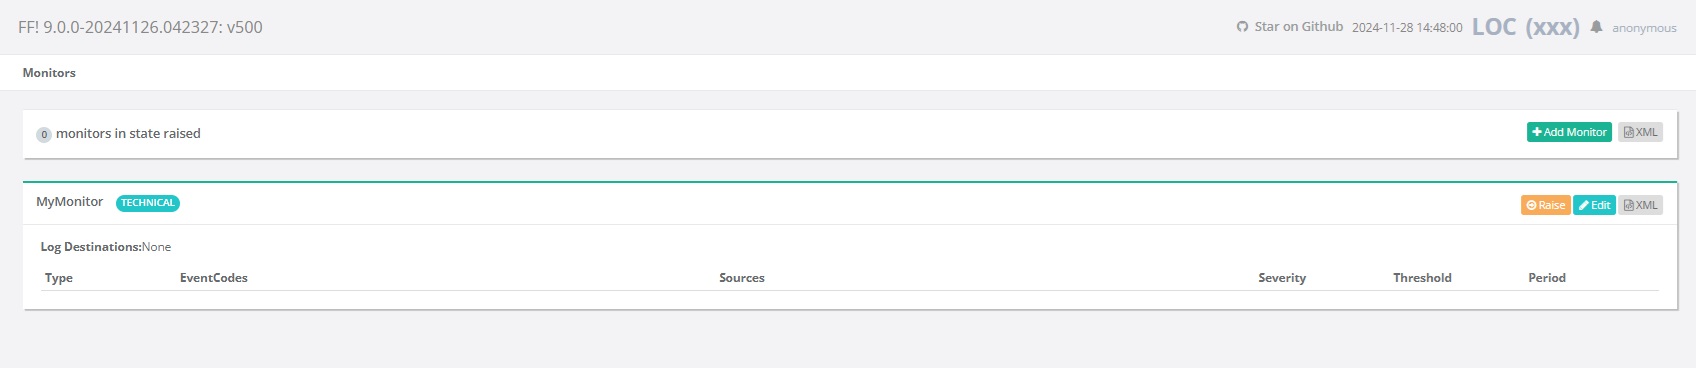 FF! 9.0.0-20241126.042327: v500
Star on Github 2024-11-28 14:48:00 LOC (xxx) anonymous
Monitors
0 monitors in state raised
Add Monitor XML
MyMonitor TECHNICAL
Raise Edit XML
Log Destinations:None
Type EventCodes Sources Severity Threshold Period